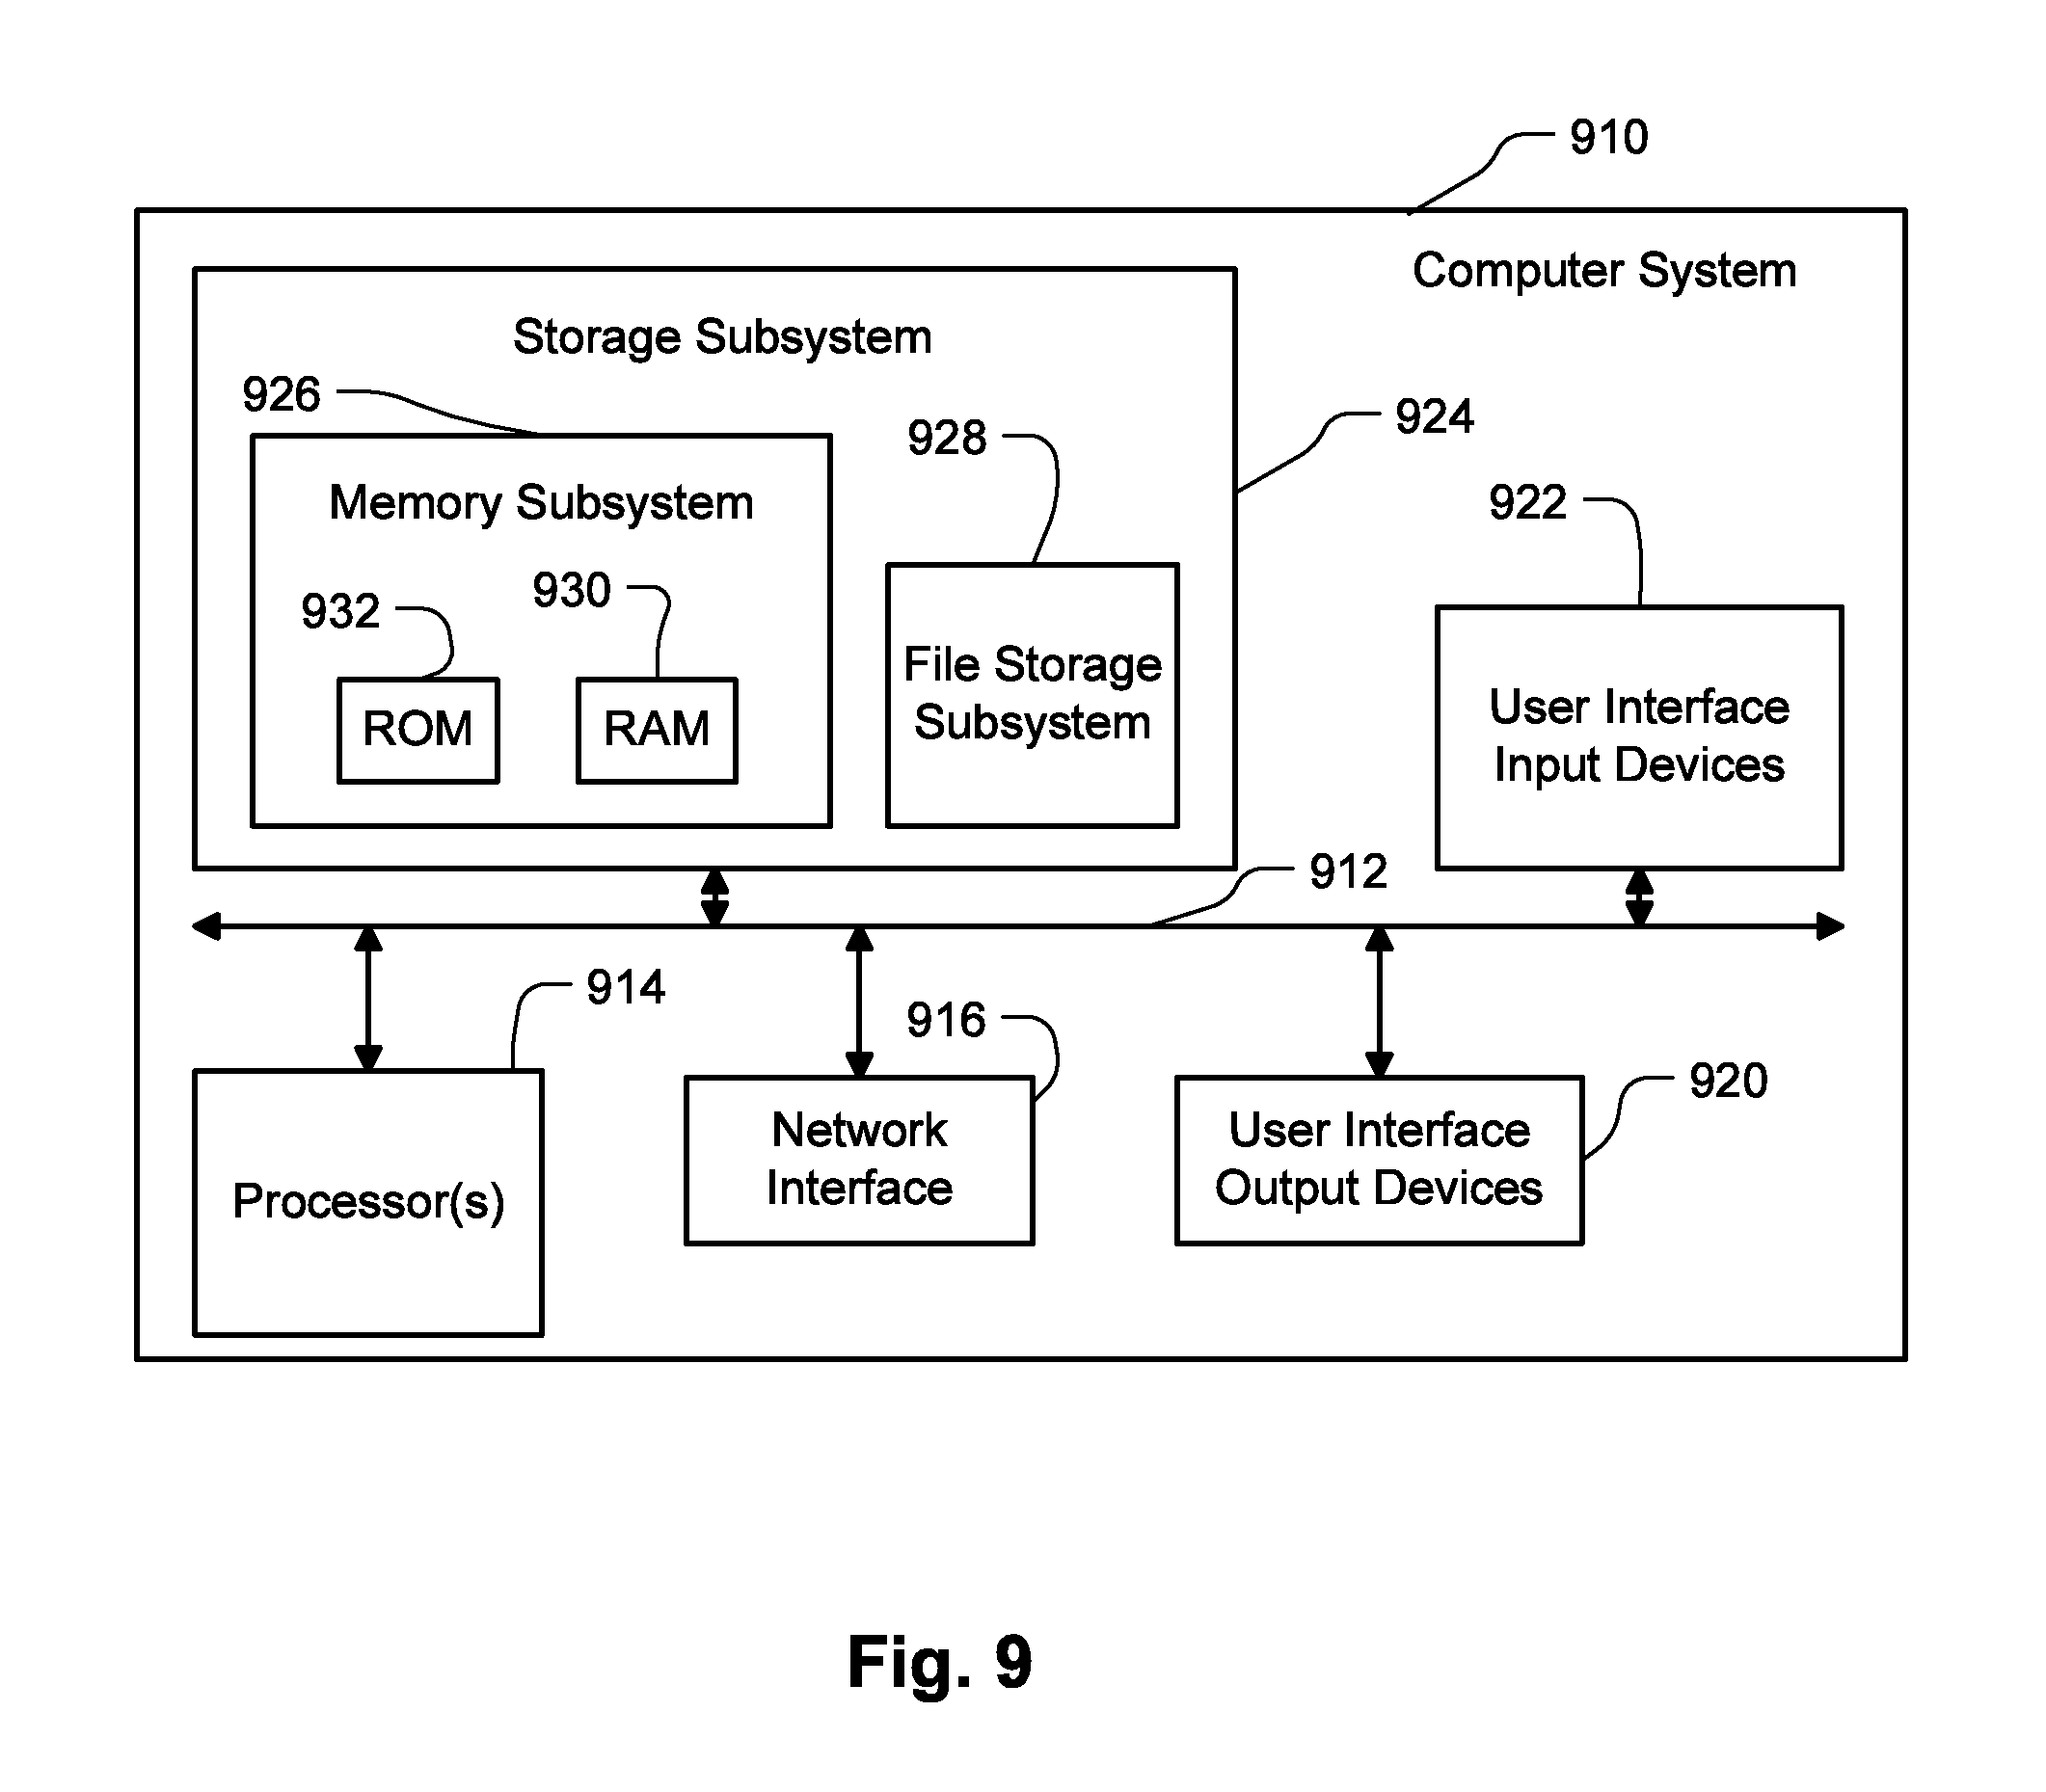 910
Computer System
Storage Subsystem
926
928
924
Memory Subsystem
922
932
930
File Storage
Subsystem
ROM
RAM
User Interface
Input Devices
912
914
916
920
Processor(s)
Network
Interface
User Interface
Output Devices
Fig. 9